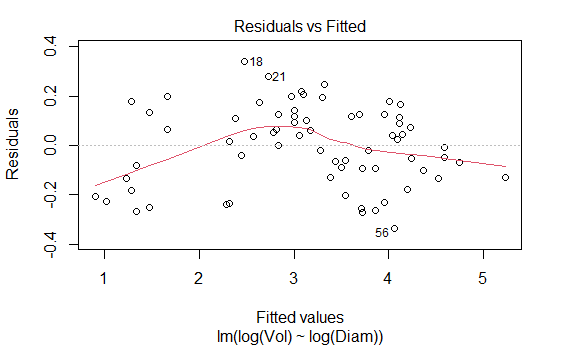 Residuals vs Fitted
Residuals
0.4
0.2
0.0
-0.2
-0.4
18
21
56
1 2 3 4 5
Fitted values
lm(log(Vol) ~ log(Diam))